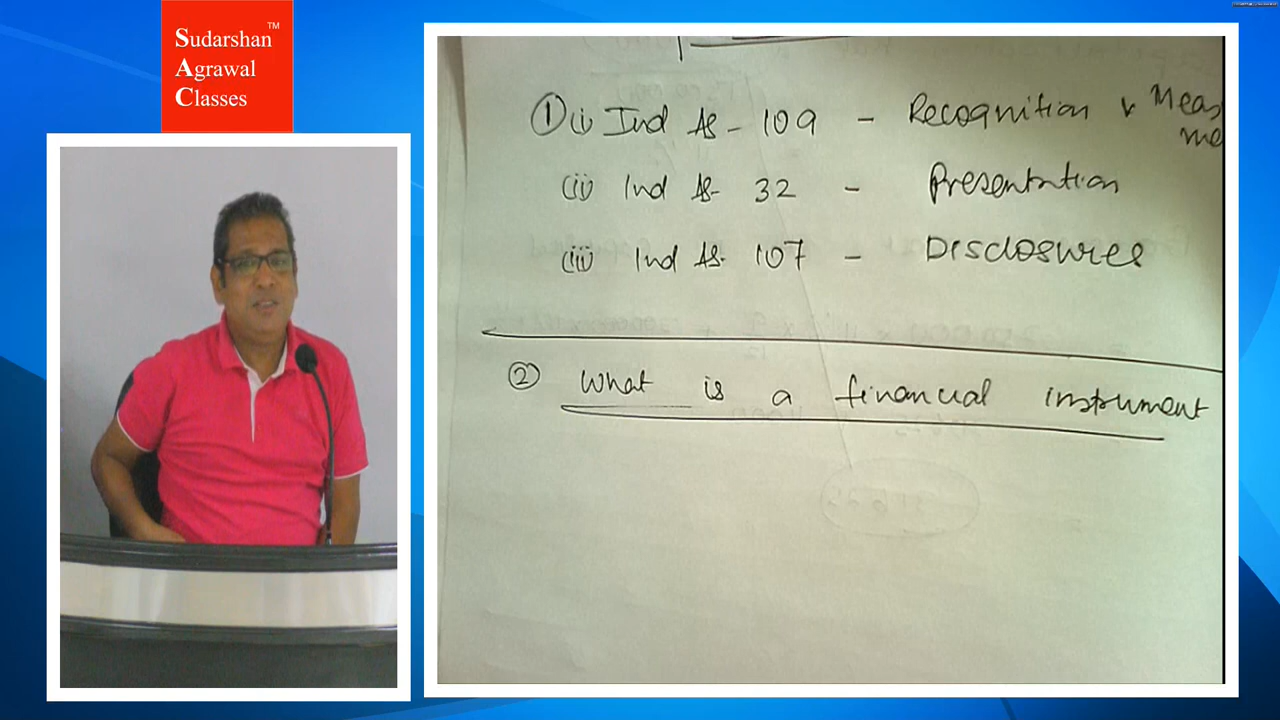 Sudarshan™
Agrawal
Classes
① (i) Ind AS - 109 - Recognition & Meas
me
(ii) Ind AS- 32 - Presentation
(iii) Ind AS- 107 - Disclosures
② What is a financial instrument